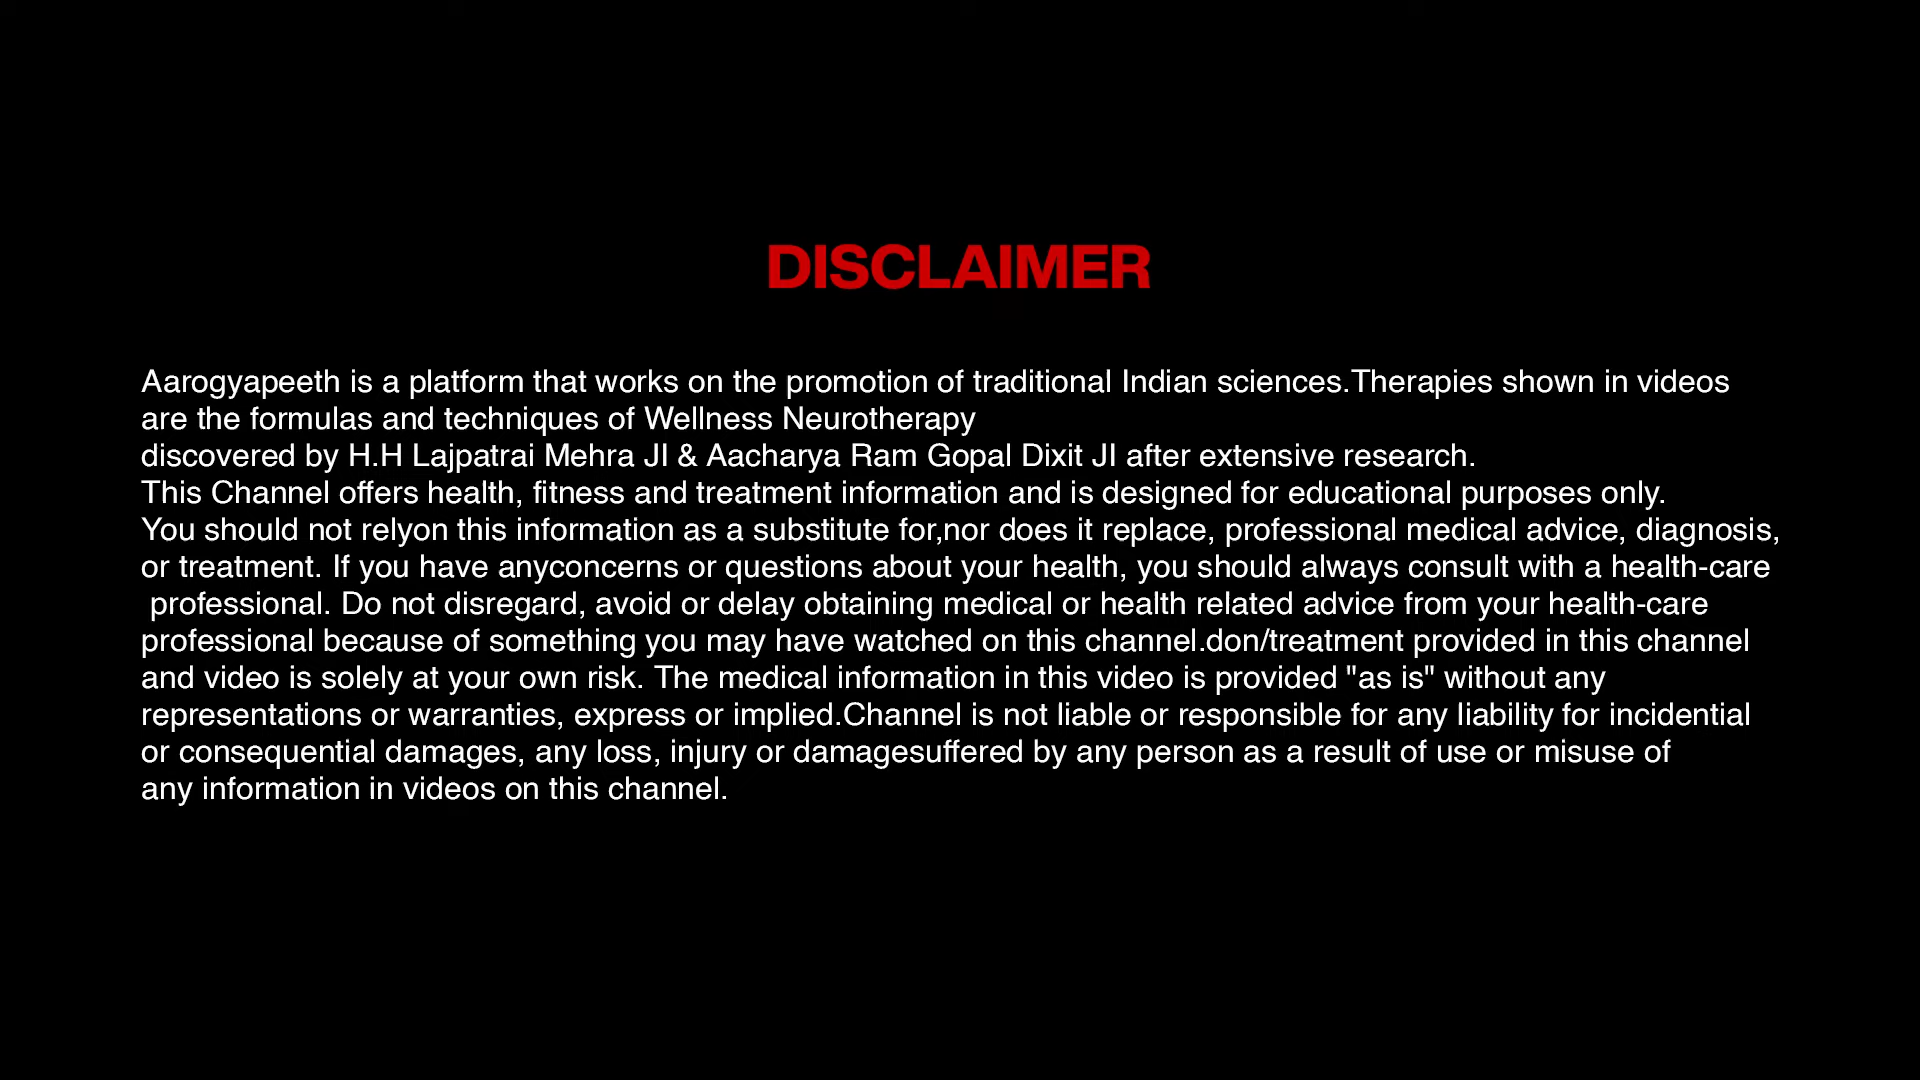 DISCLAIMER
Aarogyapeeth is a platform that works on the promotion of traditional Indian sciences.Therapies shown in videos
are the formulas and techniques of Wellness Neurotherapy
discovered by H.H Lajpatrai Mehra JI & Aacharya Ram Gopal Dixit JI after extensive research.
This Channel offers health, fitness and treatment information and is designed for educational purposes only.
You should not relyon this information as a substitute for,nor does it replace, professional medical advice, diagnosis,
or treatment. If you have anyconcerns or questions about your health, you should always consult with a health-care
professional. Do not disregard, avoid or delay obtaining medical or health related advice from your health-care
professional because of something you may have watched on this channel.don/treatment provided in this channel
and video is solely at your own risk. The medical information in this video is provided "as is" without any
representations or warranties, express or implied.Channel is not liable or responsible for any liability for incidential
or consequential damages, any loss, injury or damagesuffered by any person as a result of use or misuse of
any information in videos on this channel.